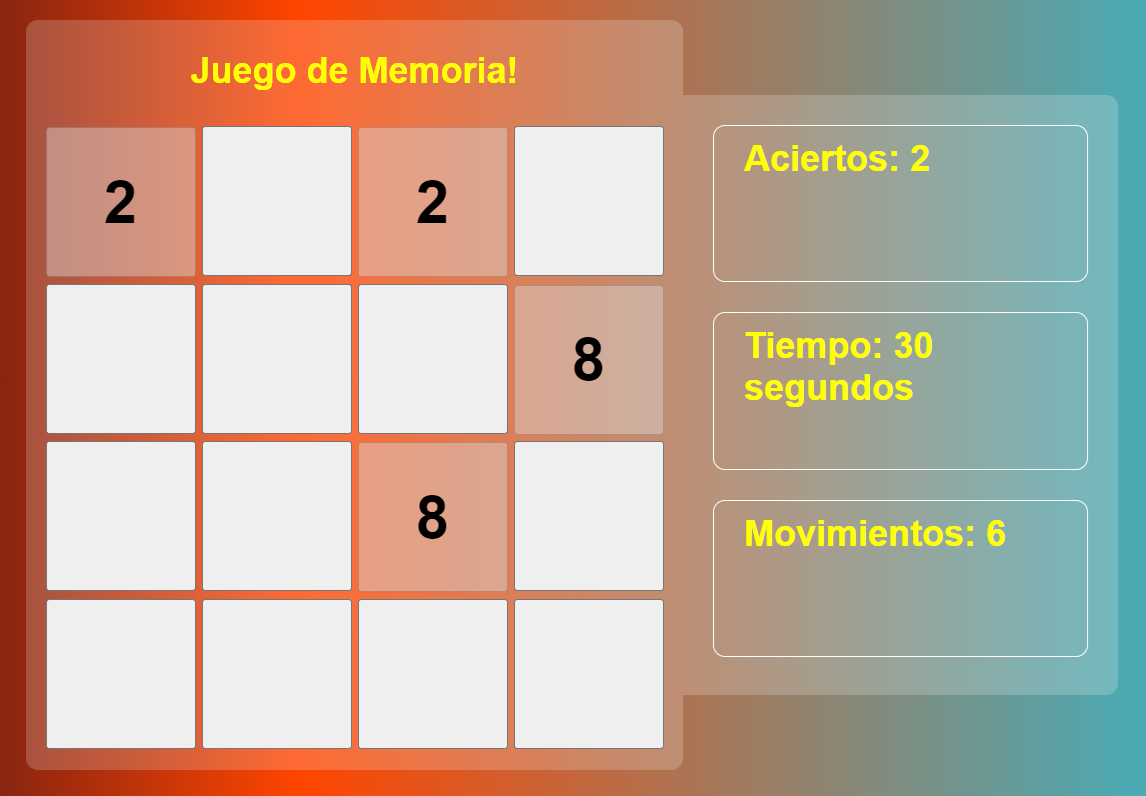 Juego de Memoria!
2 2
8
8
Aciertos: 2
Tiempo: 30
segundos
Movimientos: 6